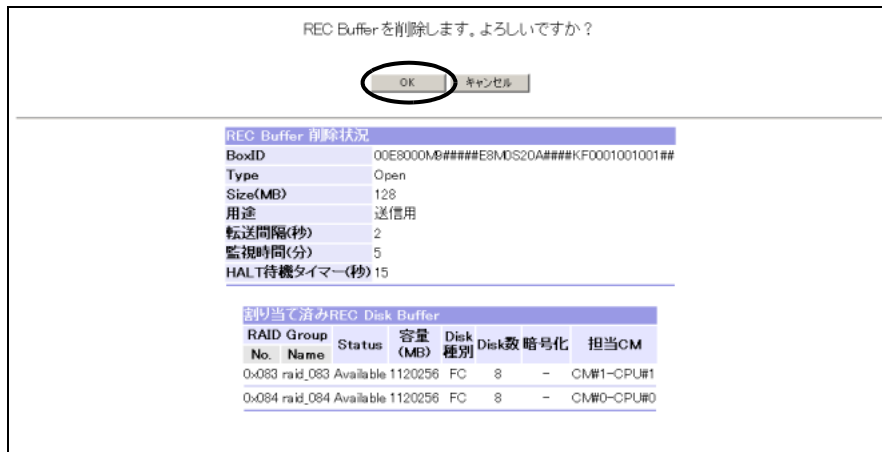 REC Bufferを削除します。よろしいですか？
OK キャンセル
REC Buffer 削除状況
BoxID 00E8000M9#####E8M0S20A####KF0001001001##
Type Open
Size(MB) 128
用途 送信用
転送間隔(秒) 2
監視時間(分) 5
HALT待機タイマー(秒) 15
割り当て済みREC Disk Buffer
RAID Group Status 容量(MB) Disk種別 Disk数 暗号化 担当CM
No. Name
0x083 raid_083 Available 1120256 FC 8 - CM#1-CPU#1
0x084 raid_084 Available 1120256 FC 8 - CM#0-CPU#0